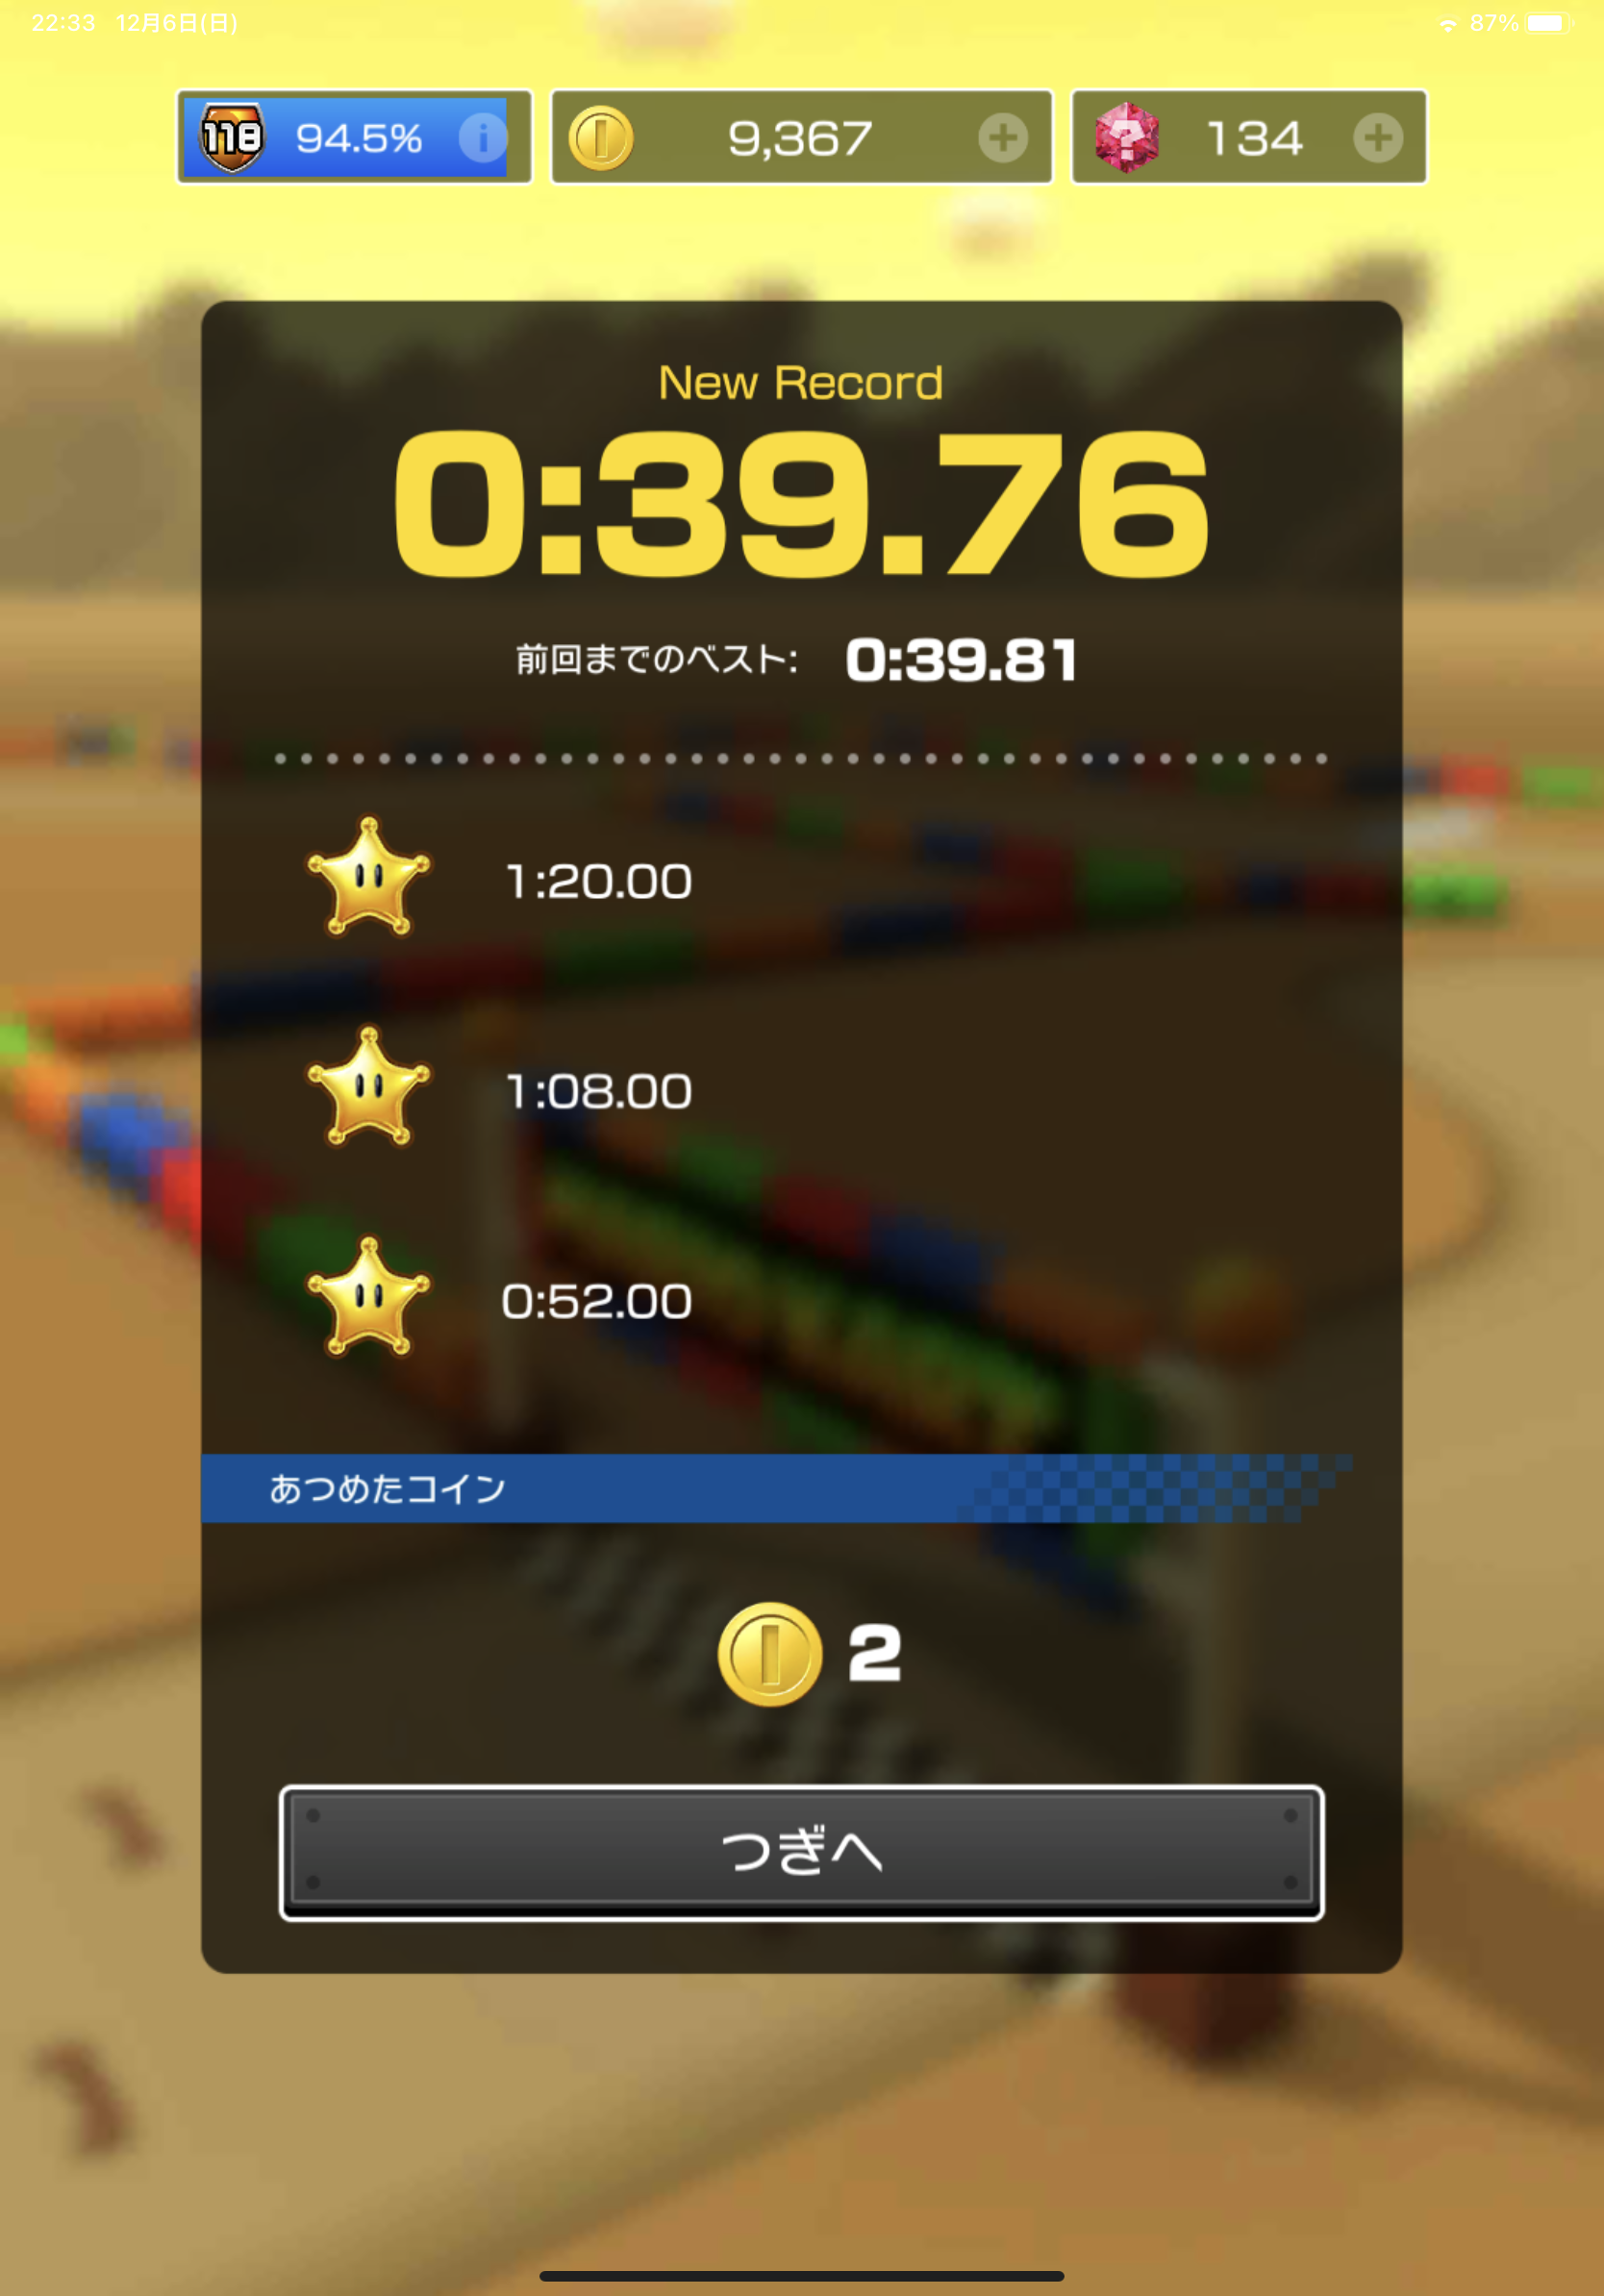 22:33 12月6日(日) 87%
118 94.5% i 9,367 + ? 134 +
New Record
0:39.76
前回までのベスト: 0:39.81
1:20.00
1:08.00
0:52.00
あつめたコイン
2
つぎへ